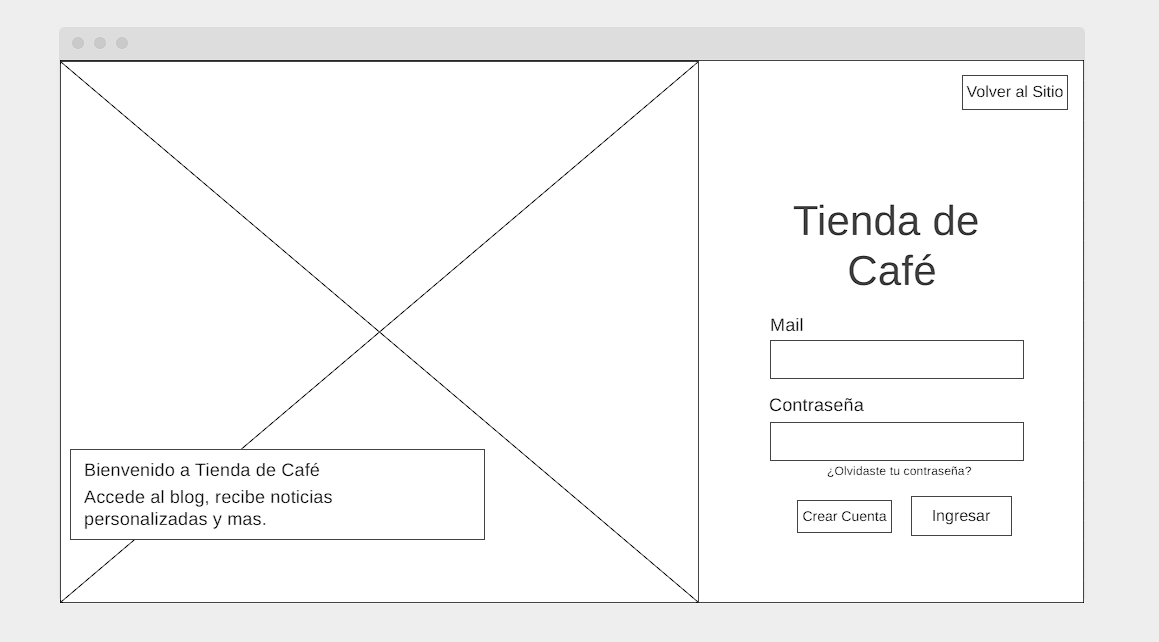 Volver al Sitio
Tienda de
Café
Mail
Contraseña
¿Olvidaste tu contraseña?
Crear Cuenta
Ingresar
Bienvenido a Tienda de Café
Accede al blog, recibe noticias
personalizadas y mas.